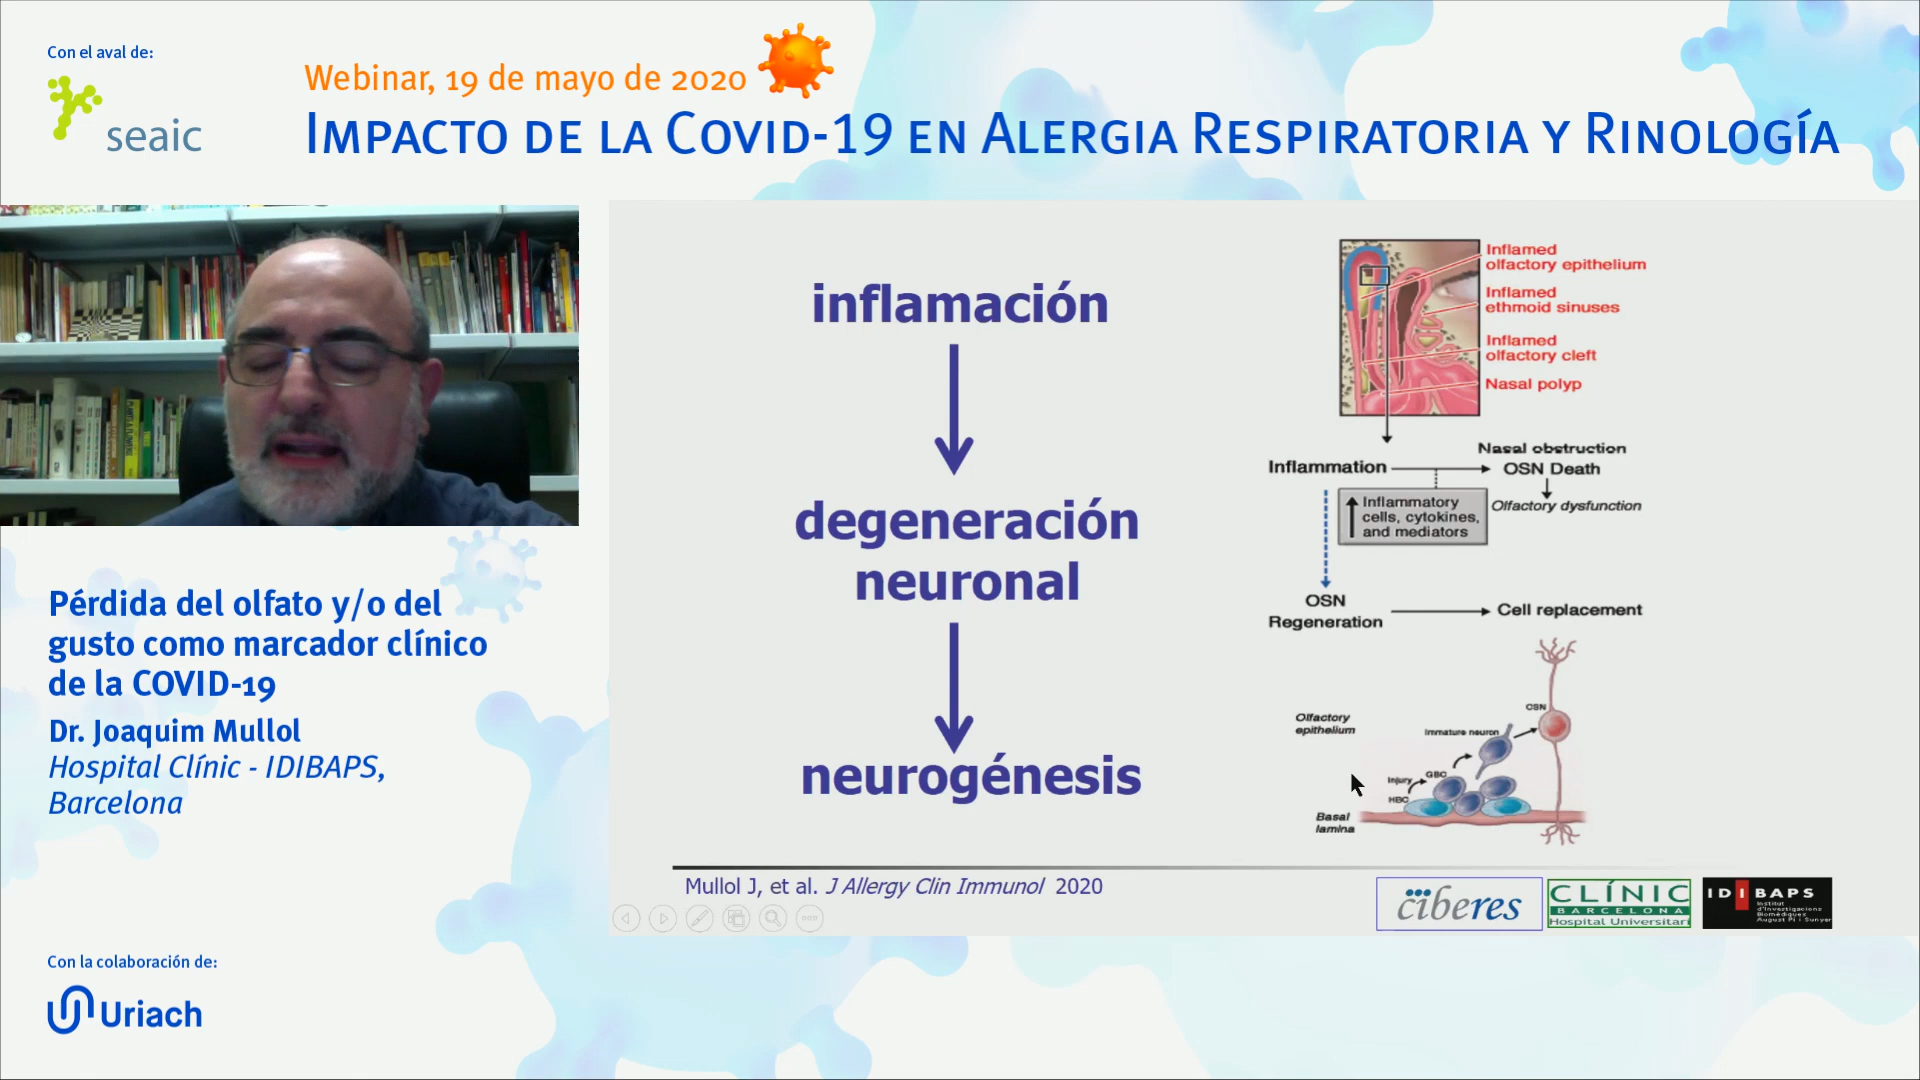 Con el aval de:
seaic
Webinar, 19 de mayo de 2020
Impacto de la Covid-19 en Alergia Respiratoria y Rinología
inflamación
degeneración
neuronal
neurogénesis
Inflamed
olfactory epithelium
Inflamed
ethmoid sinuses
Inflamed
olfactory cleft
Nasal polyp
Nasal obstruction
Inflammation
OSN Death
Inflammatory
cells, cytokines,
and mediators
Olfactory dysfunction
OSN
Regeneration
Cell replacement
OSN
Olfactory
epithelium
Immature neuron
Injury
GBC
HBC
Basal
lamina
Mullol J, et al. J Allergy Clin Immunol 2020
ciberes
CLÍNIC
BARCELONA
Hospital Universitari
IDIBAPS
Institut
d'Investigacions
Biomèdiques
August Pi i Sunyer
Pérdida del olfato y/o del
gusto como marcador clínico
de la COVID-19
Dr. Joaquim Mullol
Hospital Clínic - IDIBAPS,
Barcelona
Con la colaboración de:
Uriach